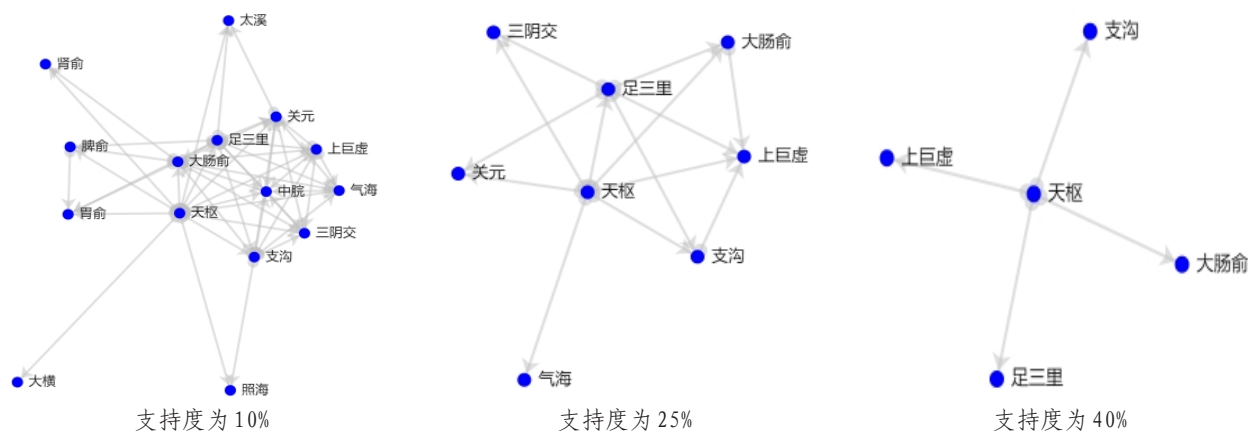 太溪
肾俞
关元
足三里
脾俞
上巨虚
大肠俞
中脘
气海
胃俞
天枢
三阴交
支沟
大横
照海
支持度为10%
三阴交
大肠俞
足三里
上巨虚
关元
天枢
支沟
气海
支持度为25%
支沟
上巨虚
天枢
大肠俞
足三里
支持度为40%